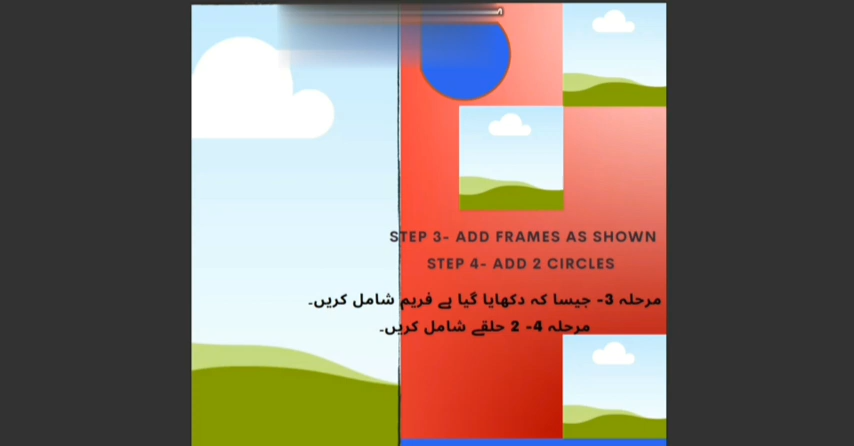 STEP 3- ADD FRAMES AS SHOWN
STEP 4- ADD 2 CIRCLES
مرحلہ 3- جیسا کہ دکھایا گیا ہے فریم شامل کریں۔
مرحلہ 4- 2 حلقے شامل کریں۔